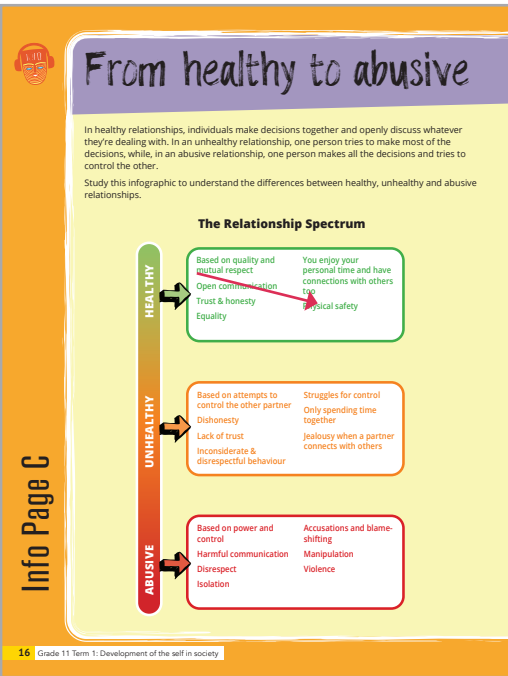 From healthy to abusive
In healthy relationships, individuals make decisions together and openly discuss whatever
they're dealing with. In an unhealthy relationship, one person tries to make most of the
decisions, while, in an abusive relationship, one person makes all the decisions and tries to
control the other.
Study this infographic to understand the differences between healthy, unhealthy and abusive
relationships.
The Relationship Spectrum
HEALTHY
Based on quality and
mutual respect
Open communication
Trust & honesty
Equality
You enjoy your
personal time and have
connections with others
too
Physical safety
UNHEALTHY
Based on attempts to
control the other partner
Dishonesty
Lack of trust
Inconsiderate &
disrespectful behaviour
Struggles for control
Only spending time
together
Jealousy when a partner
connects with others
ABUSIVE
Based on power and
control
Harmful communication
Disrespect
Isolation
Accusations and blame-
shifting
Manipulation
Violence
Info Page C
16 Grade 11 Term 1: Development of the self in society